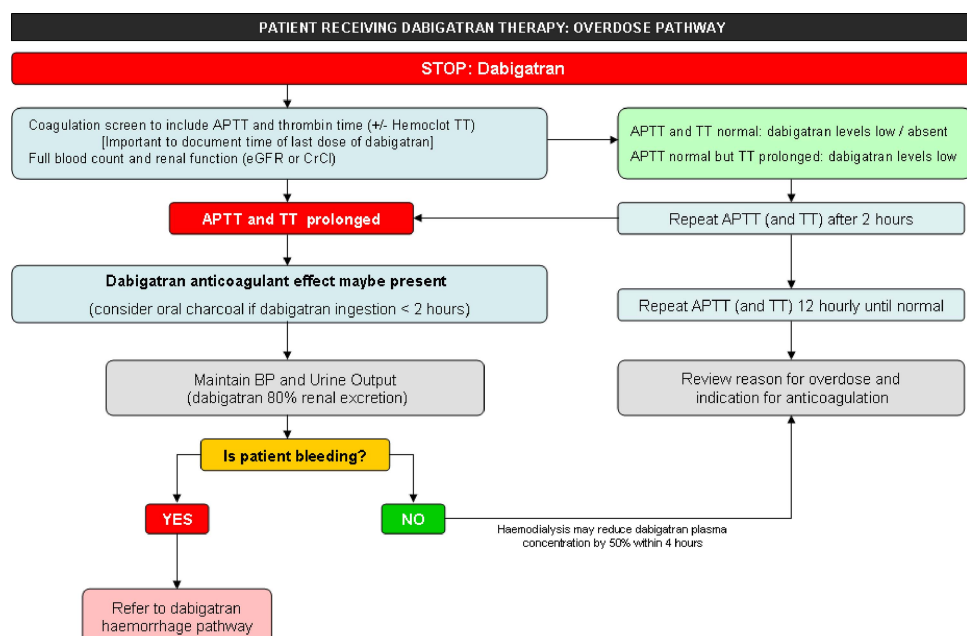 PATIENT RECEIVING DABIGATRAN THERAPY: OVERDOSE PATHWAY
STOP: Dabigatran
Coagulation screen to include APTT and thrombin time (+/- Hemoclot TT)
[Important to document time of last dose of dabigatran]
Full blood count and renal function (eGFR or CrCl)
APTT and TT normal: dabigatran levels low / absent
APTT normal but TT prolonged: dabigatran levels low
APTT and TT prolonged
Repeat APTT (and TT) after 2 hours
Dabigatran anticoagulant effect maybe present
(consider oral charcoal if dabigatran ingestion < 2 hours)
Repeat APTT (and TT) 12 hourly until normal
Maintain BP and Urine Output
(dabigatran 80% renal excretion)
Review reason for overdose and
indication for anticoagulation
Is patient bleeding?
YES
NO
Haemodialysis may reduce dabigatran plasma
concentration by 50% within 4 hours
Refer to dabigatran
haemorrhage pathway